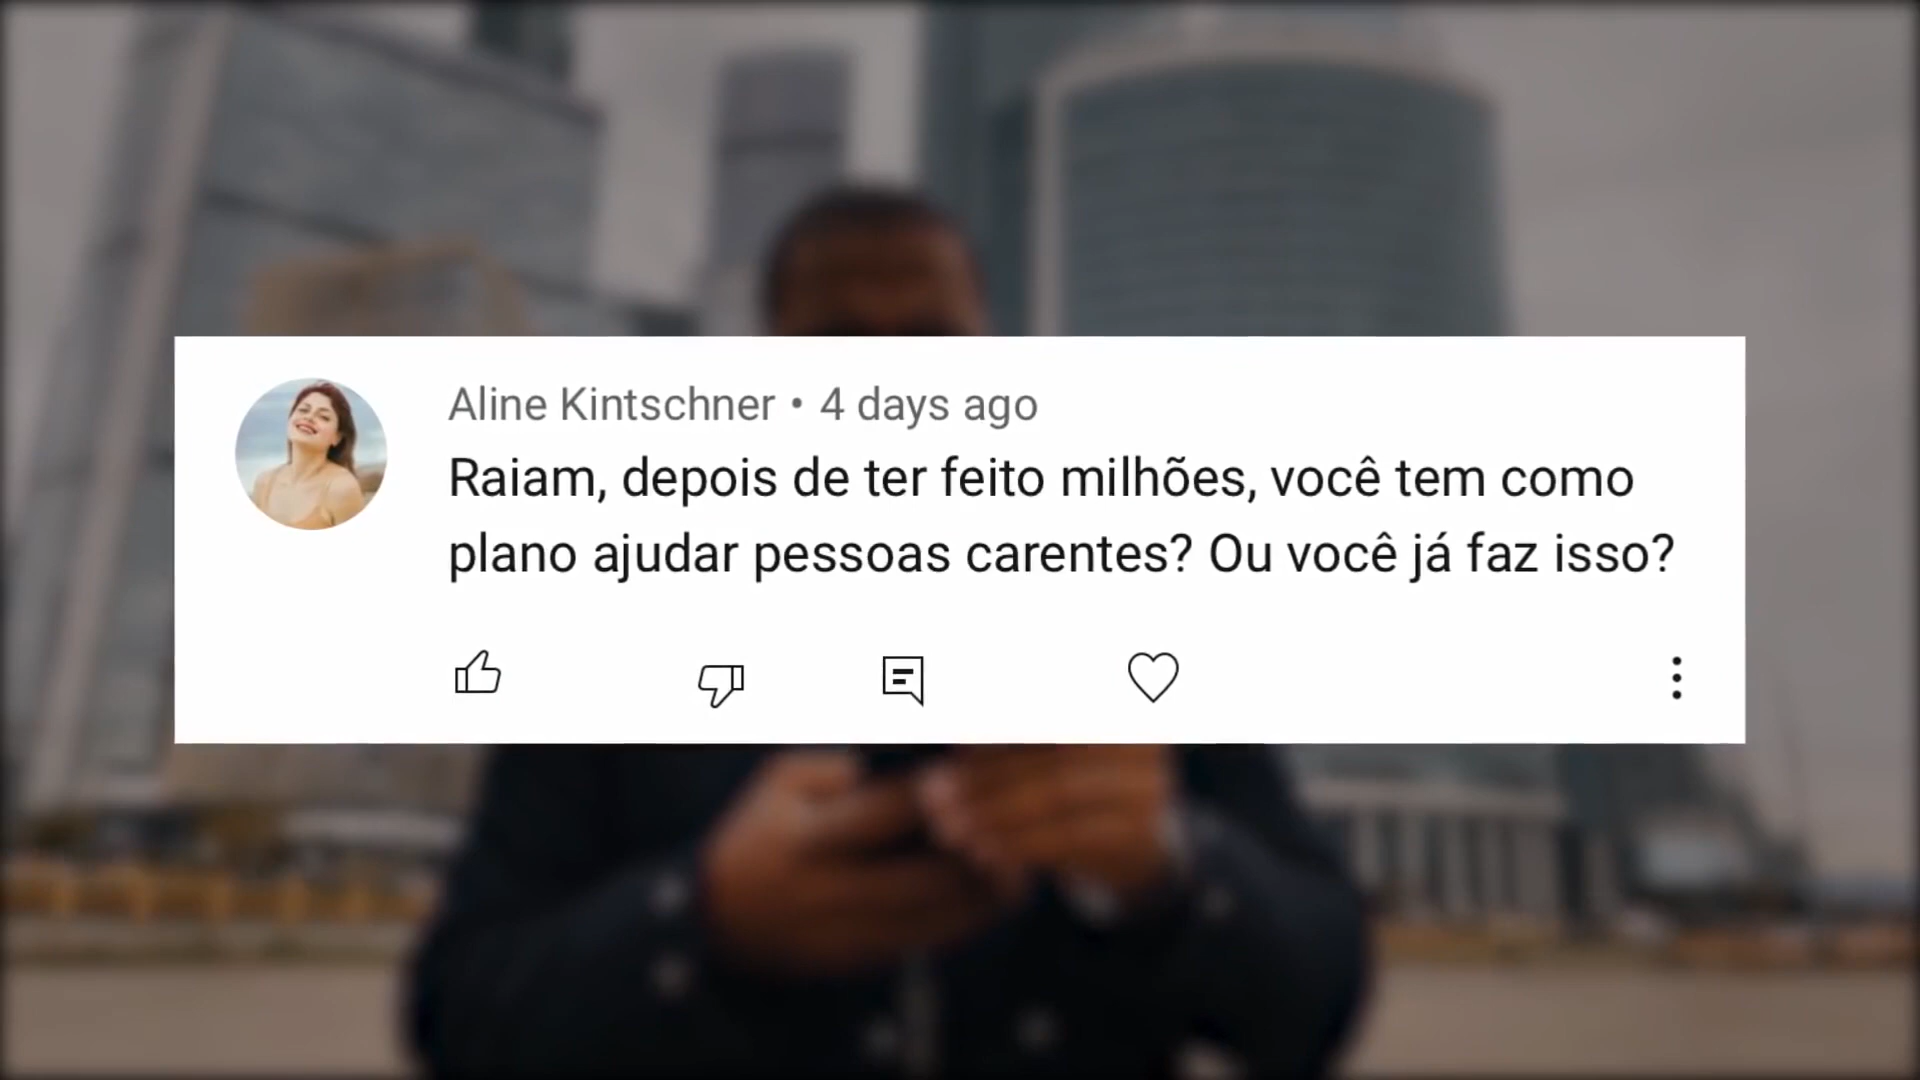 Aline Kintschner • 4 days ago
Raiam, depois de ter feito milhões, você tem como
plano ajudar pessoas carentes? Ou você já faz isso?